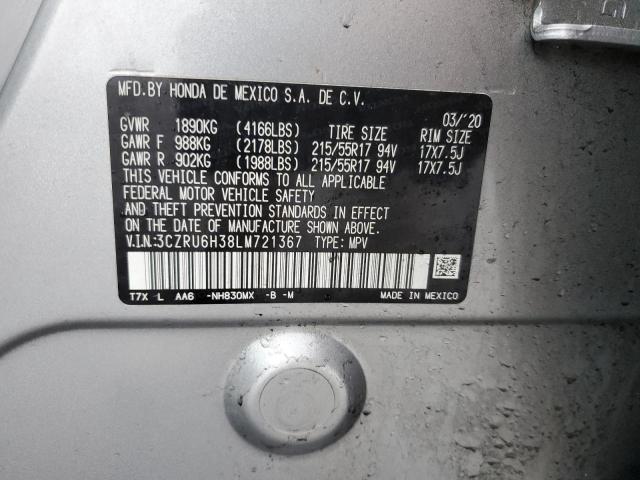 MFD.BY HONDA DE MEXICO S.A. DE C.V.
03/'20
GVWR 1890KG (4166LBS) TIRE SIZE RIM SIZE
GAWR F 988KG (2178LBS) 215/55R17 94V 17X7.5J
GAWR R 902KG (1988LBS) 215/55R17 94V 17X7.5J
THIS VEHICLE CONFORMS TO ALL APPLICABLE
FEDERAL MOTOR VEHICLE SAFETY
AND THEFT PREVENTION STANDARDS IN EFFECT
ON THE DATE OF MANUFACTURE SHOWN ABOVE.
V.I.N:3CZRU6H38LM721367 TYPE: MPV
T7X L AA6 -NH830MX -B -M MADE IN MEXICO